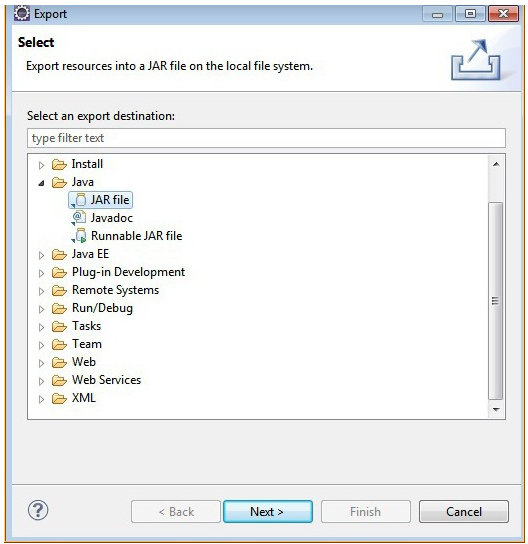 Export
Select
Export resources into a JAR file on the local file system.
Select an export destination:
type filter text
Install
Java
JAR file
Javadoc
Runnable JAR file
Java EE
Plug-in Development
Remote Systems
Run/Debug
Tasks
Team
Web
Web Services
XML
? < Back Next > Finish Cancel